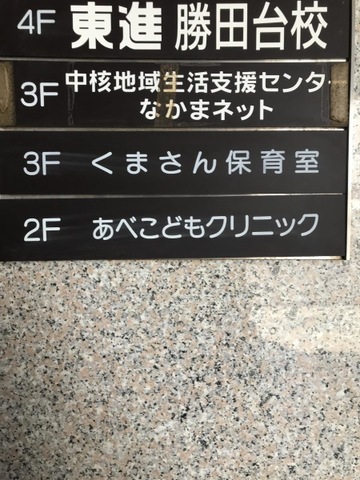 4F 東進 勝田台校
3F 中核地域生活支援センター
なかまネット
3F くまさん保育室
2F あべこどもクリニック